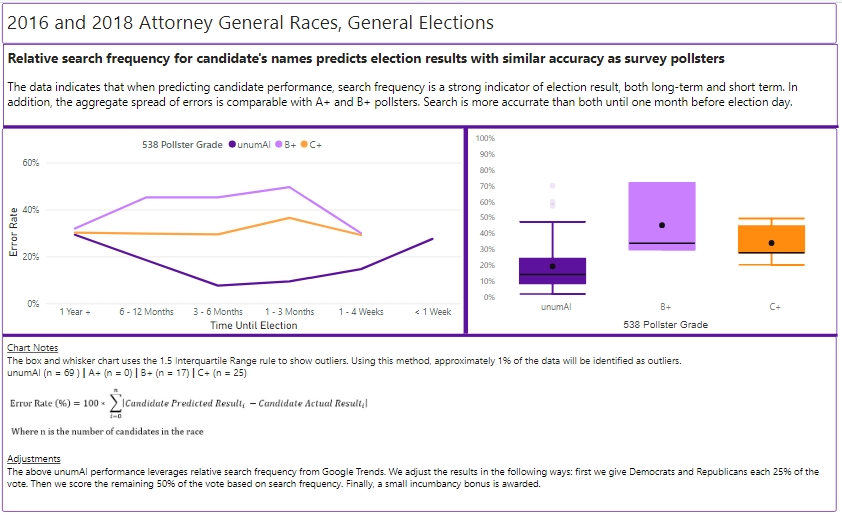 2016 and 2018 Attorney General Races, General Elections
Relative search frequency for candidate's names predicts election results with similar accuracy as survey pollsters
The data indicates that when predicting candidate performance, search frequency is a strong indicator of election result, both long-term and short term. In
addition, the aggregate spread of errors is comparable with A+ and B+ pollsters. Search is more accurrate than both until one month before election day.
538 Pollster Grade unumAI B+ C+
60%
40%
20%
0%
Error Rate
1 Year + 6 - 12 Months 3 - 6 Months 1 - 3 Months 1 - 4 Weeks < 1 Week
Time Until Election
100%
90%
80%
70%
60%
50%
40%
30%
20%
10%
0%
unumAI B+ C+
538 Pollster Grade
Chart Notes
The box and whisker chart uses the 1.5 Interquartile Range rule to show outliers. Using this method, approximately 1% of the data will be identified as outliers.
unumAI (n = 69 ) | A+ (n = 0) | B+ (n = 17) | C+ (n = 25)
n
Error Rate (%) = 100 * ∑|Candidate Predicted Resultᵢ − Candidate Actual Resultᵢ|
i=0
Where n is the number of candidates in the race
Adjustments
The above unumAI performance leverages relative search frequency from Google Trends. We adjust the results in the following ways: first we give Democrats and Republicans each 25% of the
vote. Then we score the remaining 50% of the vote based on search frequency. Finally, a small incumbancy bonus is awarded.